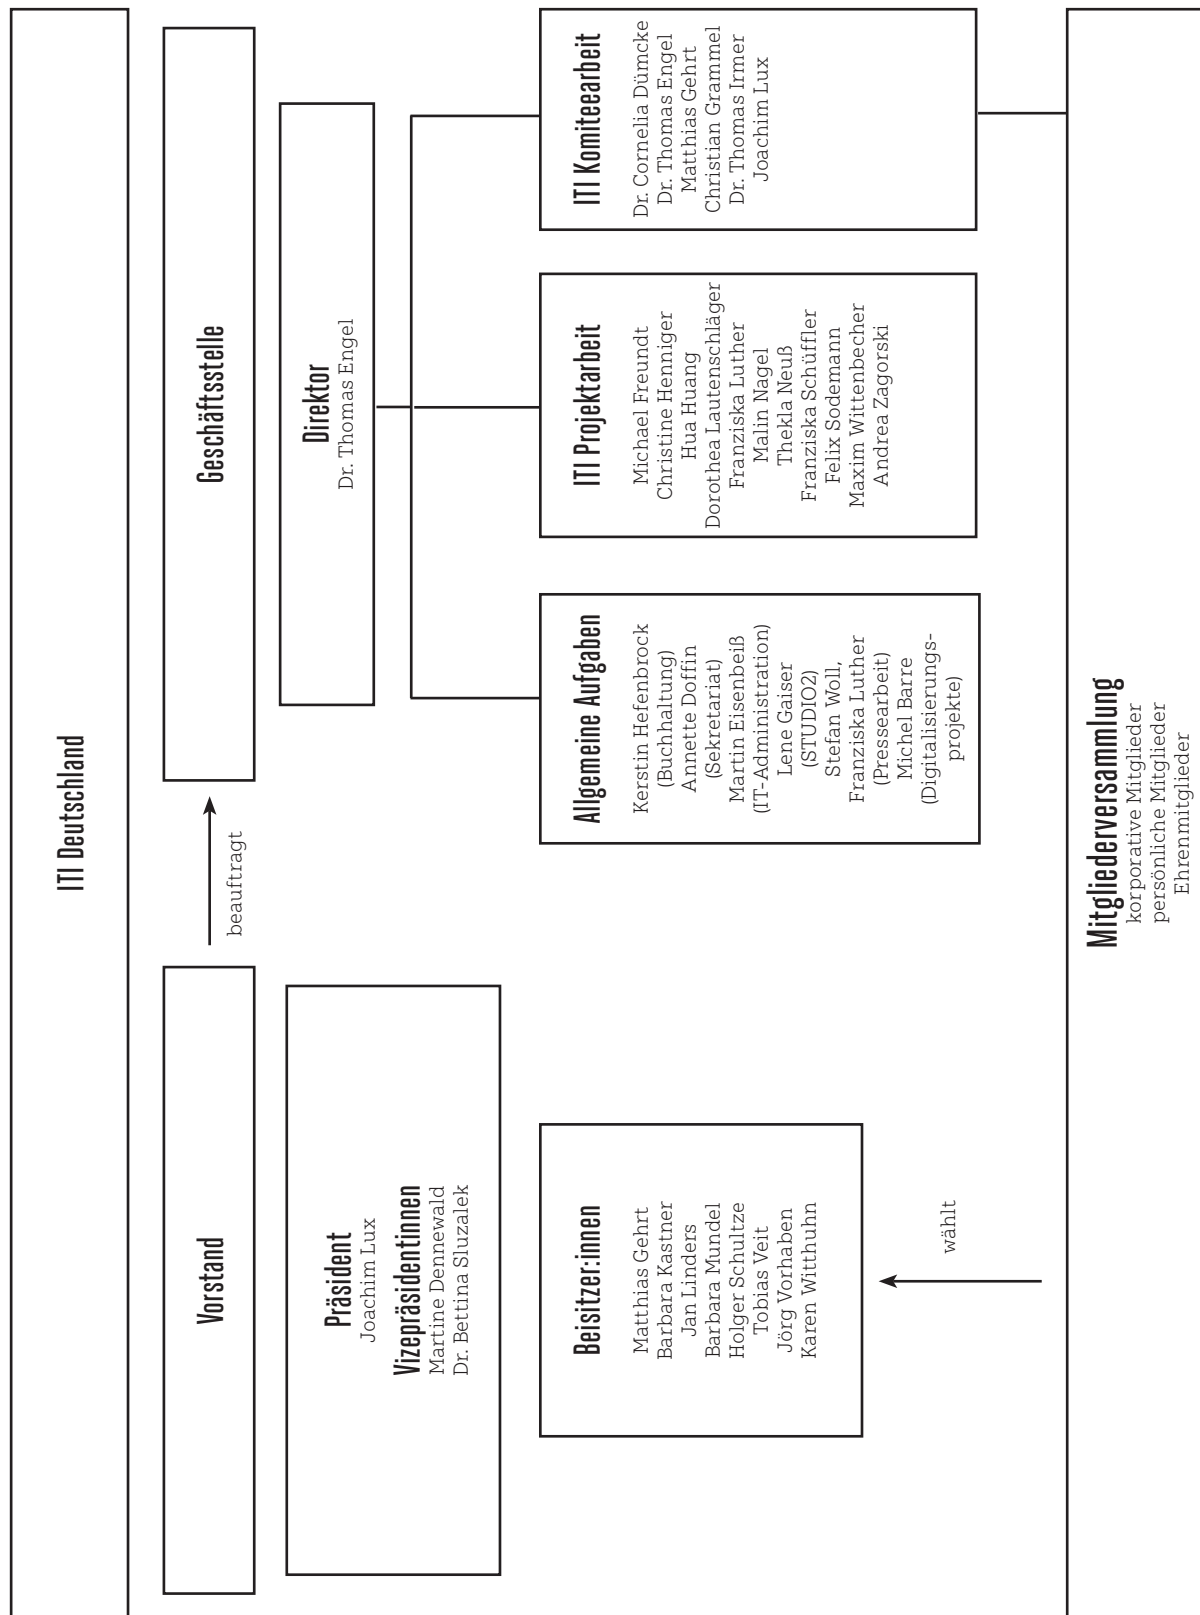 ITI Deutschland
Vorstand
beauftragt
Geschäftsstelle
Präsident
Joachim Lux
Vizepräsidentinnen
Martine Dennewald
Dr. Bettina Sluzalek
Direktor
Dr. Thomas Engel
Beisitzer:innen
Matthias Gehrt
Barbara Kastner
Jan Linders
Barbara Mundel
Holger Schultze
Tobias Veit
Jörg Vorhaben
Karen Witthuhn
wählt
Allgemeine Aufgaben
Kerstin Hefenbrock
(Buchhaltung)
Annette Doffin
(Sekretariat)
Martin Eisenbeiß
(IT-Administration)
Lene Gaiser
(STUDIO2)
Stefan Woll,
Franziska Luther
(Pressearbeit)
Michel Barre
(Digitalisierungs-
projekte)
ITI Projektarbeit
Michael Freundt
Christine Henniger
Hua Huang
Dorothea Lautenschläger
Franziska Luther
Malin Nagel
Thekla Neuß
Franziska Schüffler
Felix Sodemann
Maxim Wittenbecher
Andrea Zagorski
ITI Komiteearbeit
Dr. Cornelia Dümcke
Dr. Thomas Engel
Matthias Gehrt
Christian Grammel
Dr. Thomas Irmer
Joachim Lux
Mitgliederversammlung
korporative Mitglieder
persönliche Mitglieder
Ehrenmitglieder